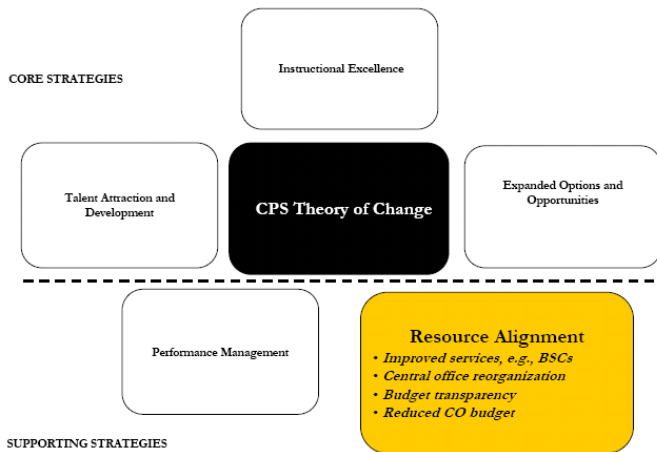 Instructional Excellence
CORE STRATEGIES
Talent Attraction and
Development
CPS Theory of Change
Expanded Options and
Opportunities
Performance Management
Resource Alignment
• Improved services, e.g., BSCs
• Central office reorganization
• Budget transparency
• Reduced CO budget
SUPPORTING STRATEGIES